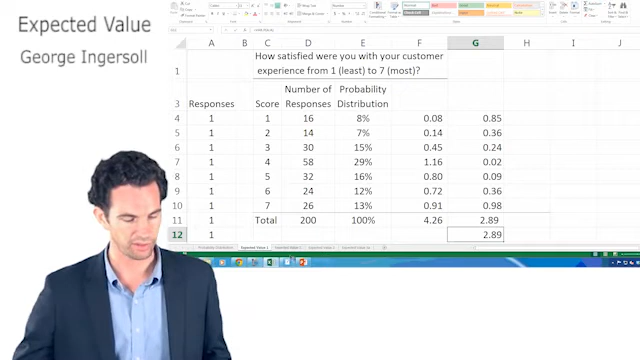 Expected Value
George Ingersoll
A B C D E F G H I J K
1 How satisfied were you with your customer
experience from 1 (least) to 7 (most)?
Number of Probability
3 Responses Score Responses Distribution
4 1 1 16 8% 0.08 0.85
5 1 2 14 7% 0.14 0.36
6 1 3 30 15% 0.45 0.24
7 1 4 58 29% 1.16 0.02
8 1 5 32 16% 0.80 0.09
9 1 6 24 12% 0.72 0.36
10 1 7 26 13% 0.91 0.98
11 1 Total 200 100% 4.26 2.89
12 1 2.89
Probability Distribution Expected Value 1